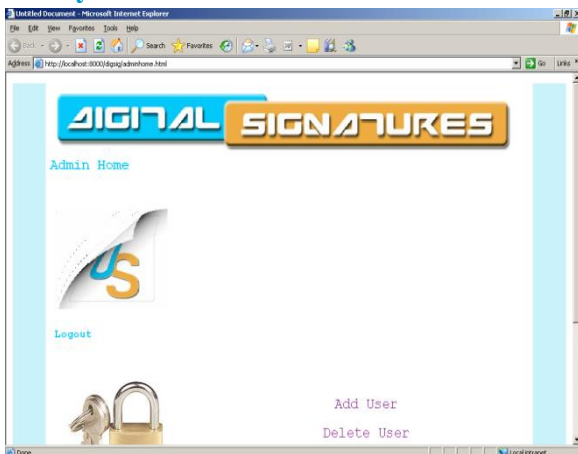 Untitled Document - Microsoft Internet Explorer
File Edit View Favorites Tools Help
Back Search Favorites
Address http://localhost:8000/digsig/adminhome.html Go Links
DIGITAL SIGNATURES
Admin Home
S
Logout
Add User
Delete User
Done Local intranet